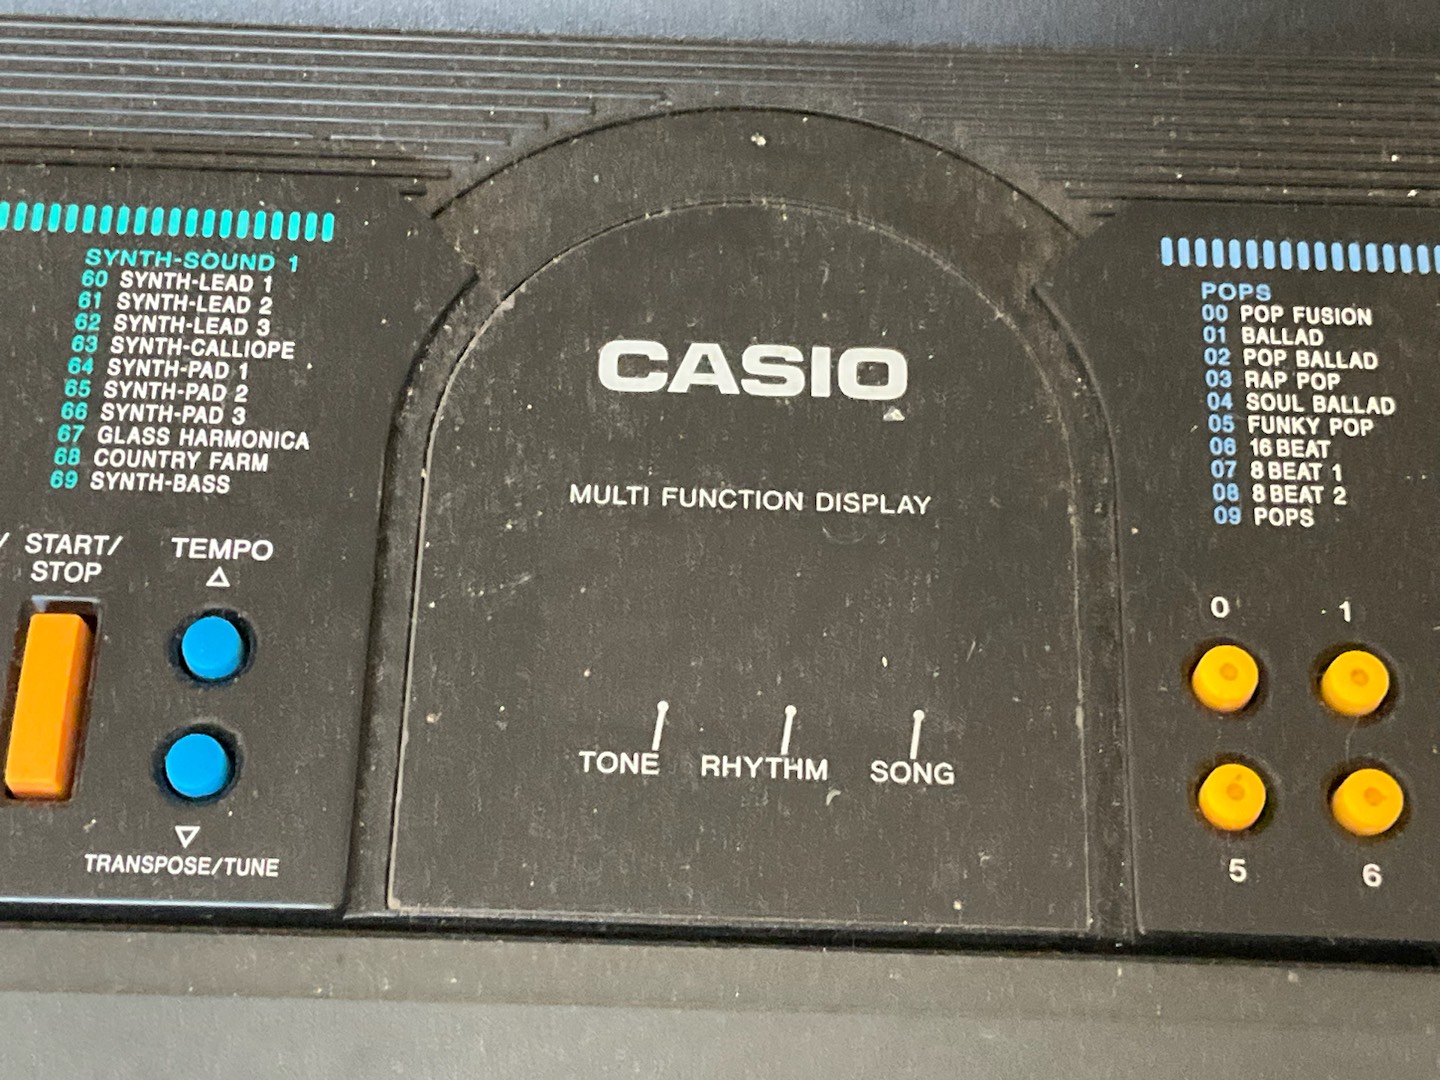 SYNTH-SOUND 1
60 SYNTH-LEAD 1
61 SYNTH-LEAD 2
62 SYNTH-LEAD 3
63 SYNTH-CALLIOPE
64 SYNTH-PAD 1
65 SYNTH-PAD 2
66 SYNTH-PAD 3
67 GLASS HARMONICA
68 COUNTRY FARM
69 SYNTH-BASS
/ START/
STOP
TEMPO
△
▽
TRANSPOSE/TUNE
CASIO
MULTI FUNCTION DISPLAY
TONE RHYTHM SONG
POPS
00 POP FUSION
01 BALLAD
02 POP BALLAD
03 RAP POP
04 SOUL BALLAD
05 FUNKY POP
06 16 BEAT
07 8 BEAT 1
08 8 BEAT 2
09 POPS
0 1
5 6